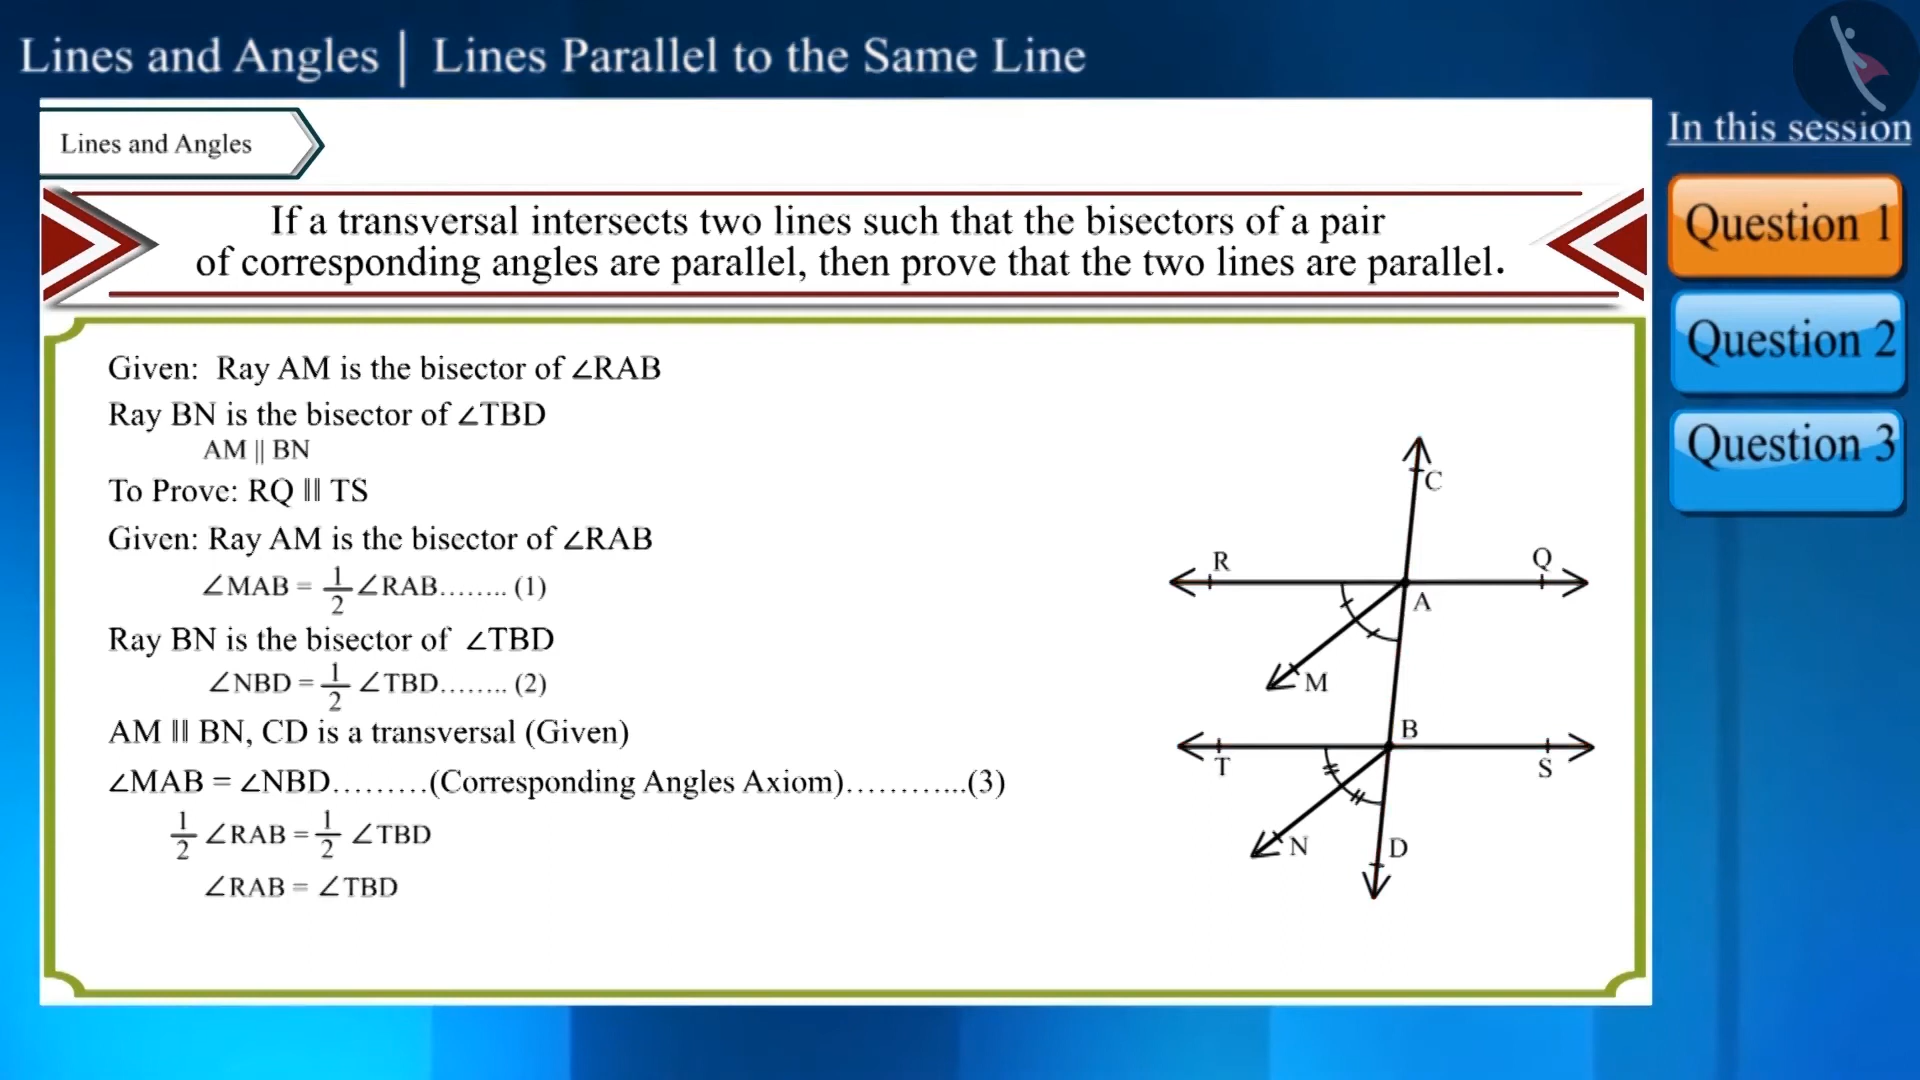 Lines and Angles | Lines Parallel to the Same Line
In this session
Lines and Angles
If a transversal intersects two lines such that the bisectors of a pair
of corresponding angles are parallel, then prove that the two lines are parallel.
Question 1
Question 2
Question 3
Given: Ray AM is the bisector of ∠RAB
Ray BN is the bisector of ∠TBD
AM || BN
To Prove: RQ || TS
Given: Ray AM is the bisector of ∠RAB
∠MAB = 1/2 ∠RAB........ (1)
Ray BN is the bisector of ∠TBD
∠NBD = 1/2 ∠TBD........ (2)
AM || BN, CD is a transversal (Given)
∠MAB = ∠NBD.........(Corresponding Angles Axiom)............(3)
1/2 ∠RAB = 1/2 ∠TBD
∠RAB = ∠TBD
C
R
Q
A
M
B
T
S
N
D